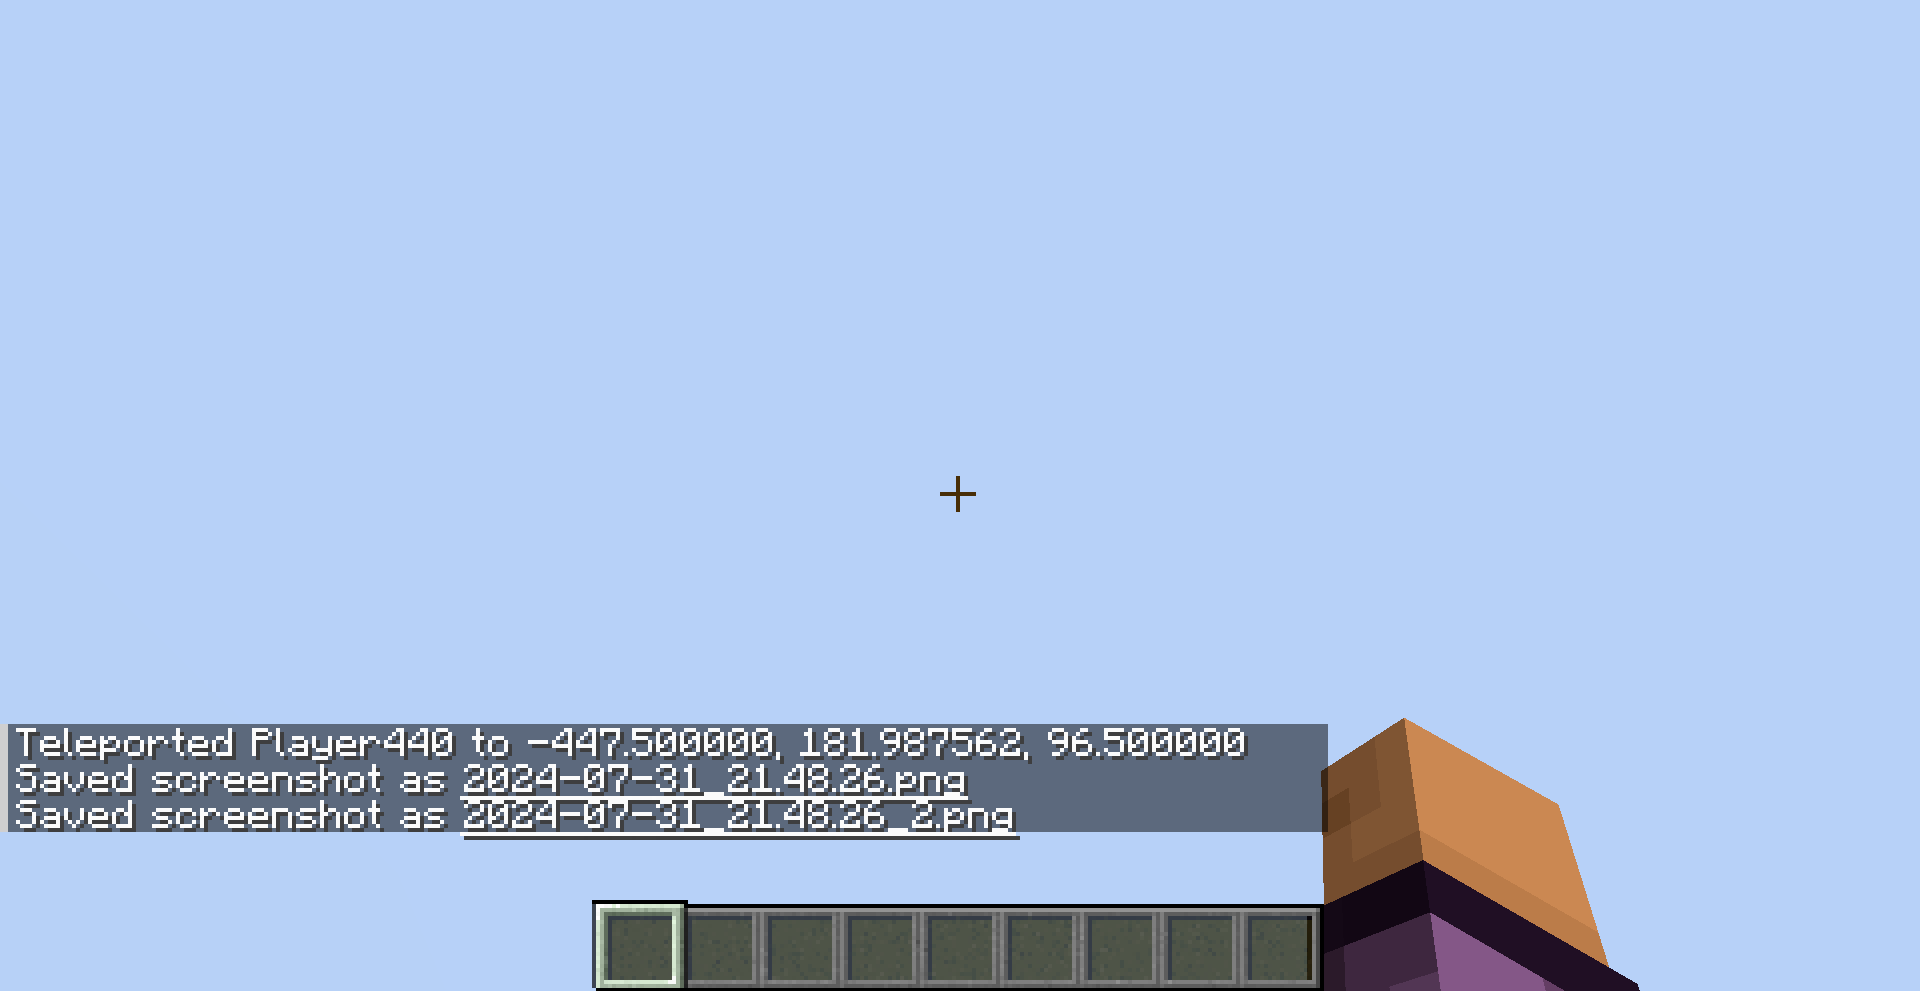 Teleported Player440 to -447.500000, 181.987562, 96.500000
Saved screenshot as 2024-07-31_21.48.26.png
Saved screenshot as 2024-07-31_21.48.26_2.png